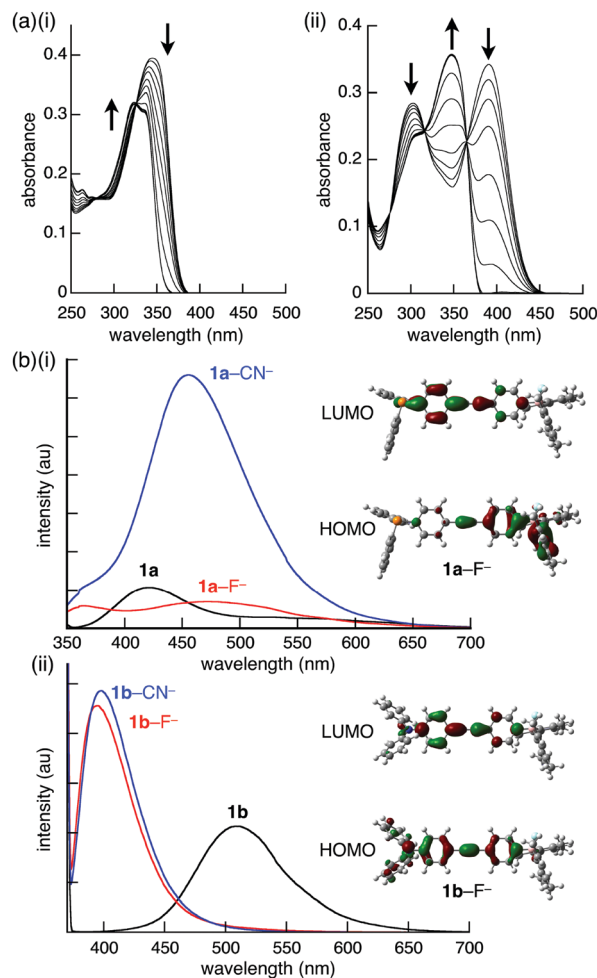 (a)(i)
(ii)
0.4
0.3
0.2
0.1
0
absorbance
250 300 350 400 450 500
wavelength (nm)
0.4
0.3
0.2
0.1
0
absorbance
250 300 350 400 450 500
wavelength (nm)
(b)(i)
1a–CN⁻
1a
1a–F⁻
intensity (au)
350 400 450 500 550 600 650 700
wavelength (nm)
LUMO
HOMO
1a–F⁻
(ii)
1b–CN⁻
1b–F⁻
1b
intensity (au)
400 450 500 550 600 650 700
wavelength (nm)
LUMO
HOMO
1b–F⁻